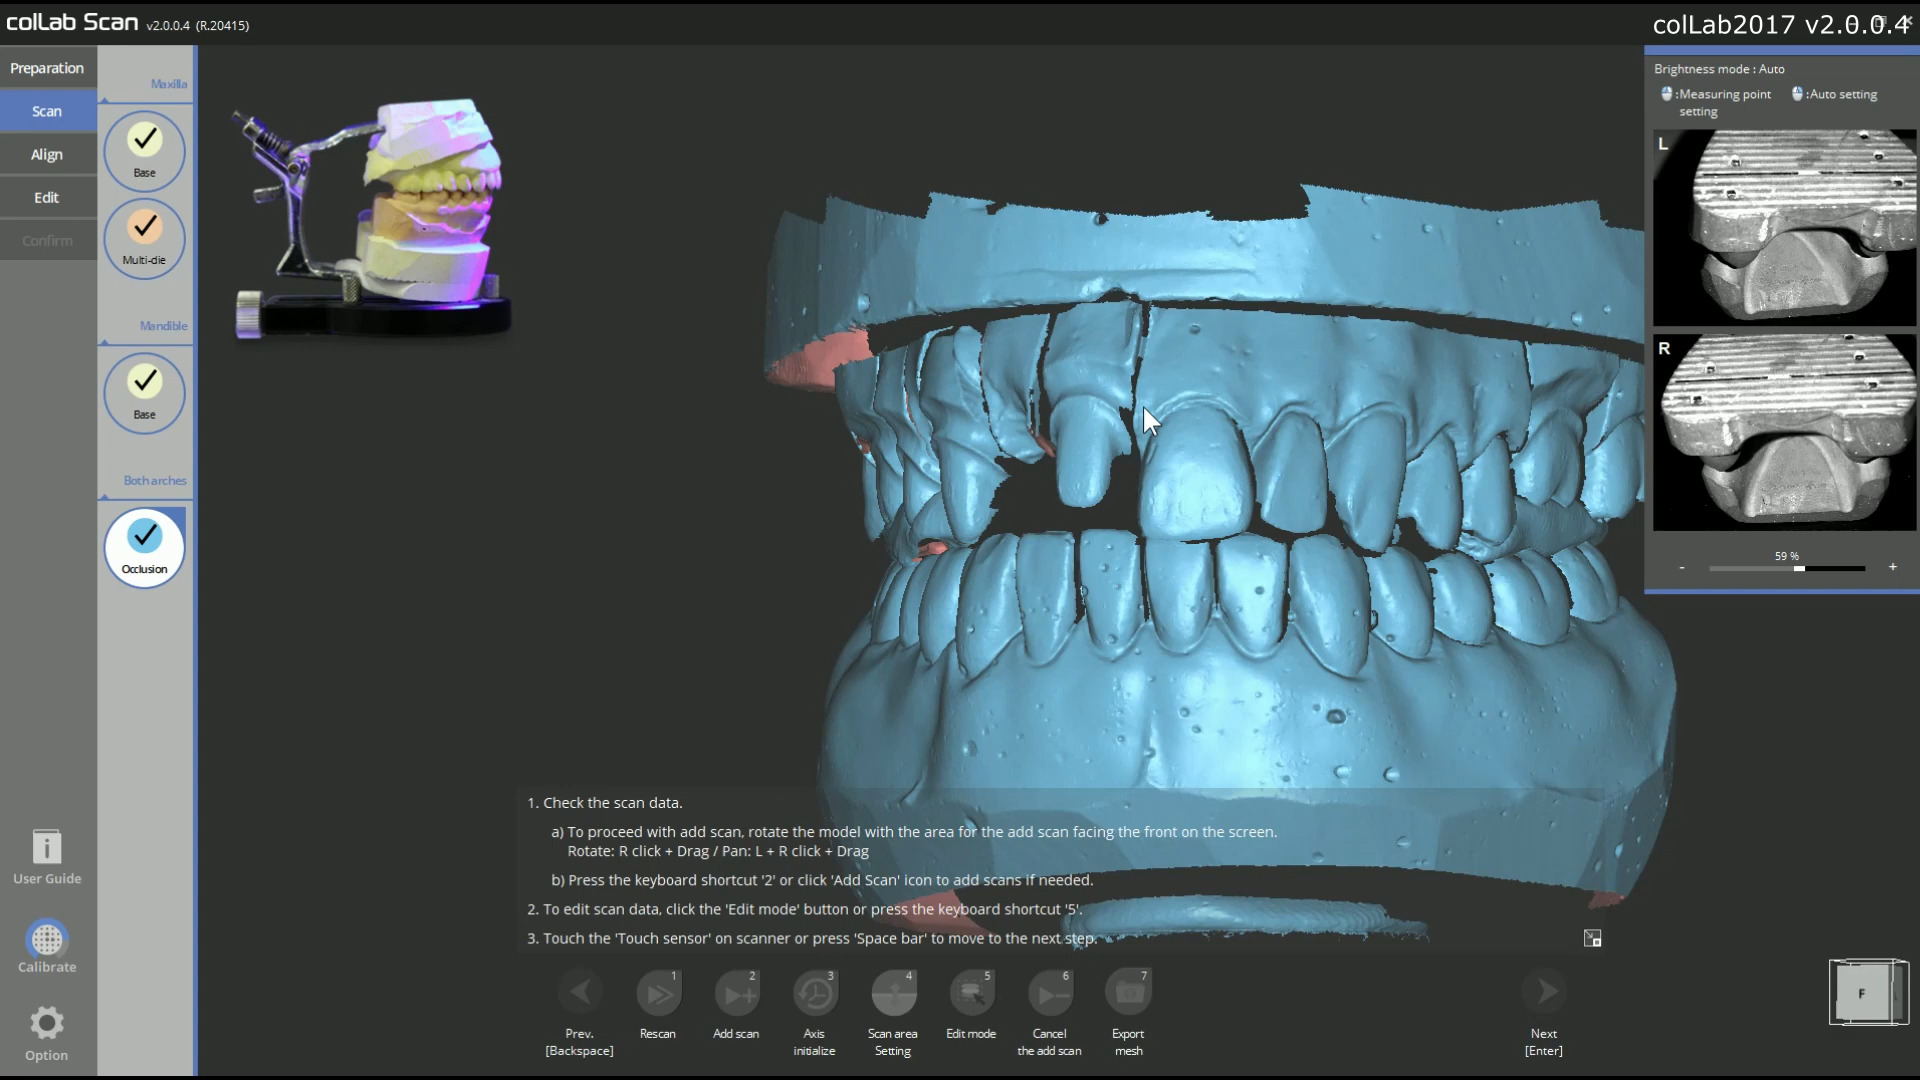 colLab Scan v2.0.0.4 (R.20415)
colLab2017 v2.0.0.4
Preparation
Scan
Align
Edit
Confirm
Maxilla
Base
Multi-die
Mandible
Base
Both arches
Occlusion
User Guide
Calibrate
Option
Brightness mode : Auto
:Measuring point
setting
:Auto setting
L
R
59 %
- +
1. Check the scan data.
a) To proceed with add scan, rotate the model with the area for the add scan facing the front on the screen.
Rotate: R click + Drag / Pan: L + R click + Drag
b) Press the keyboard shortcut '2' or click 'Add Scan' icon to add scans if needed.
2. To edit scan data, click the 'Edit mode' button or press the keyboard shortcut '5'.
3. Touch the 'Touch sensor' on scanner or press 'Space bar' to move to the next step.
1 2 3 4 5 6 7
Prev.
[Backspace]
Rescan
Add scan
Axis
initialize
Scan area
Setting
Edit mode
Cancel
the add scan
Export
mesh
Next
[Enter]
F